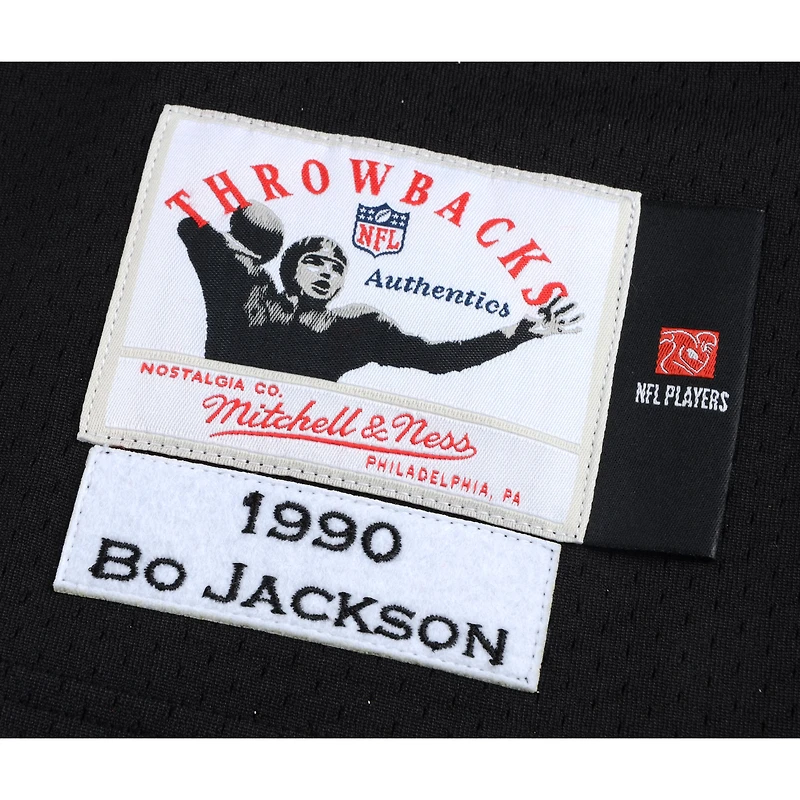 THROWBACKS
NFL
Authentics
NOSTALGIA CO.
Mitchell & Ness
PHILADELPHIA, PA
NFL PLAYERS
1990
BO JACKSON